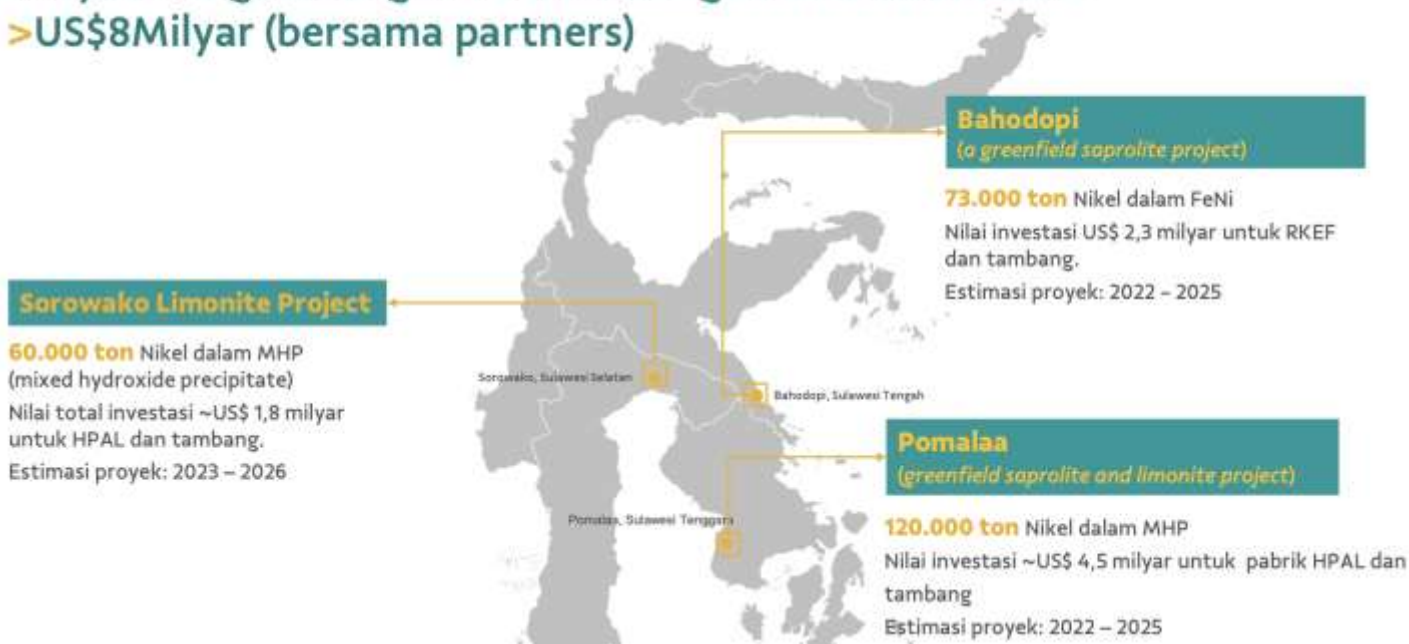 >US$8Milyar (bersama partners)
Bahodopi
(a greenfield saprolite project)
73.000 ton Nikel dalam FeNi
Nilai investasi US$ 2,3 milyar untuk RKEF
dan tambang.
Estimasi proyek: 2022 – 2025
Sorowako Limonite Project
60.000 ton Nikel dalam MHP
(mixed hydroxide precipitate)
Nilai total investasi ~US$ 1,8 milyar
untuk HPAL dan tambang.
Estimasi proyek: 2023 – 2026
Sorowako, Sulawesi Selatan
Bahodopi, Sulawesi Tengah
Pomalaa
(greenfield saprolite and limonite project)
Pomalaa, Sulawesi Tenggara
120.000 ton Nikel dalam MHP
Nilai investasi ~US$ 4,5 milyar untuk pabrik HPAL dan
tambang
Estimasi proyek: 2022 – 2025